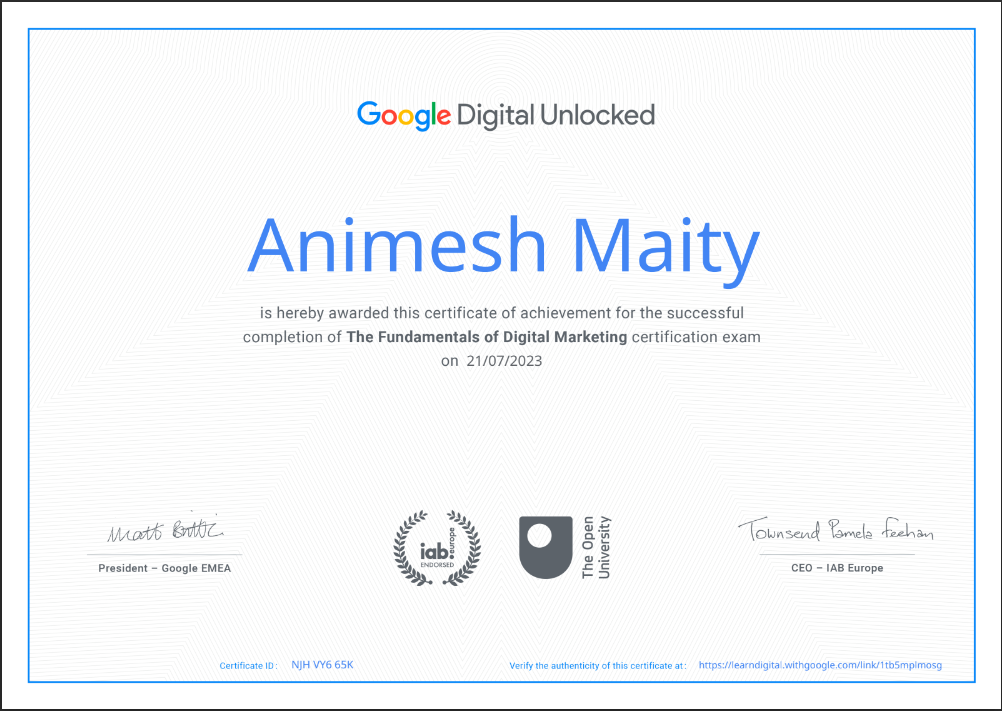 Google Digital Unlocked
Animesh Maity
is hereby awarded this certificate of achievement for the successful
completion of The Fundamentals of Digital Marketing certification exam
on 21/07/2023
Matt Brittin
President – Google EMEA
iab.europe
ENDORSED
The Open
University
Townsend Pamela Feehan
CEO – IAB Europe
Certificate ID: NJH VY6 65K
Verify the authenticity of this certificate at: https://learndigital.withgoogle.com/link/1tb5mplmosg